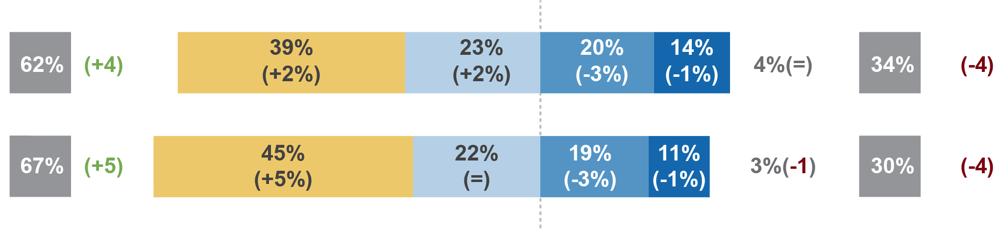 62% (+4) 39% 23% 20% 14% 4%(=) 34% (-4)
(+2%) (+2%) (-3%) (-1%)
67% (+5) 45% 22% 19% 11% 3%(-1) 30% (-4)
(+5%) (=) (-3%) (-1%)